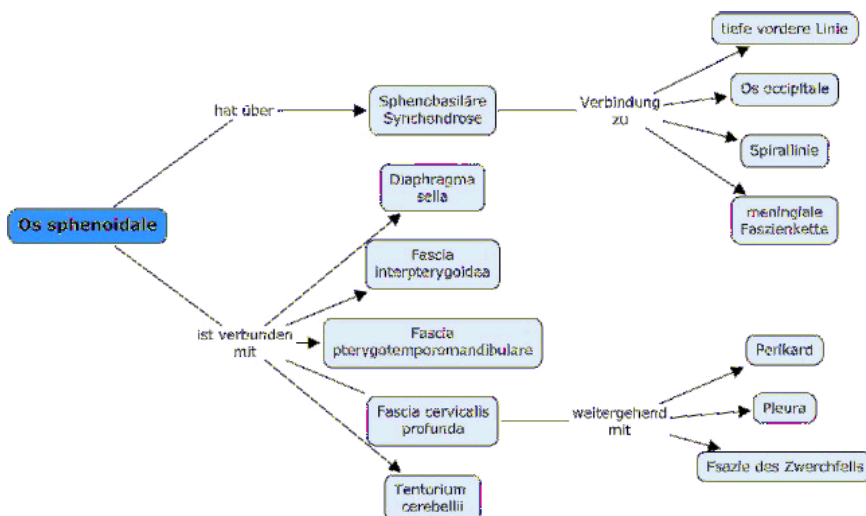 tiefe vordere Linie
Os occipitale
Spirallinie
meningiale
Faszienkette
Verbindung
zu
Sphenobasiläre
Synchondrose
hat über
Os sphenoidale
ist verbunden
mit
Diaphragma
sella
Fascia
interpterygoidea
Fascia
pterygotemporomandibulare
Fascia cervicalis
profunda
Tentorium
cerebellii
weitergehend
mit
Perikard
Pleura
Fsazie des Zwerchfells